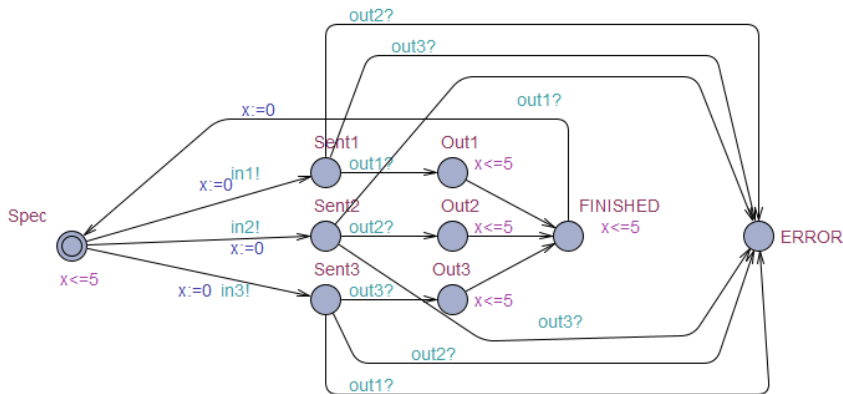 out2?
out3?
out1?
x:=0
Sent1
Out1
out1?
x<=5
in1!
x:=0
Spec
Sent2
Out2
FINISHED
in2!
out2?
x<=5
x<=5
x:=0
ERROR
Sent3
Out3
x<=5
x:=0
in3!
out3?
x<=5
out3?
out2?
out1?